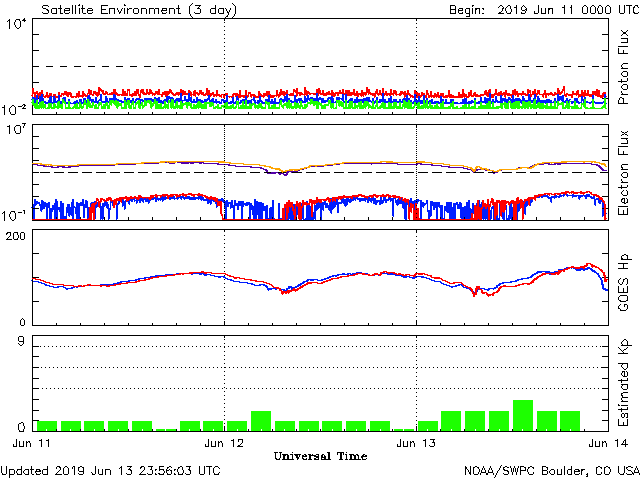 Satellite Environment (3 day)
Begin: 2019 Jun 11 0000 UTC
10^4
10^-2
Proton Flux
10^7
10^-1
Electron Flux
200
0
GOES Hp
9
0
Estimated Kp
Jun 11
Jun 12
Jun 13
Jun 14
Universal Time
Updated 2019 Jun 13 23:56:03 UTC
NOAA/SWPC Boulder, CO USA